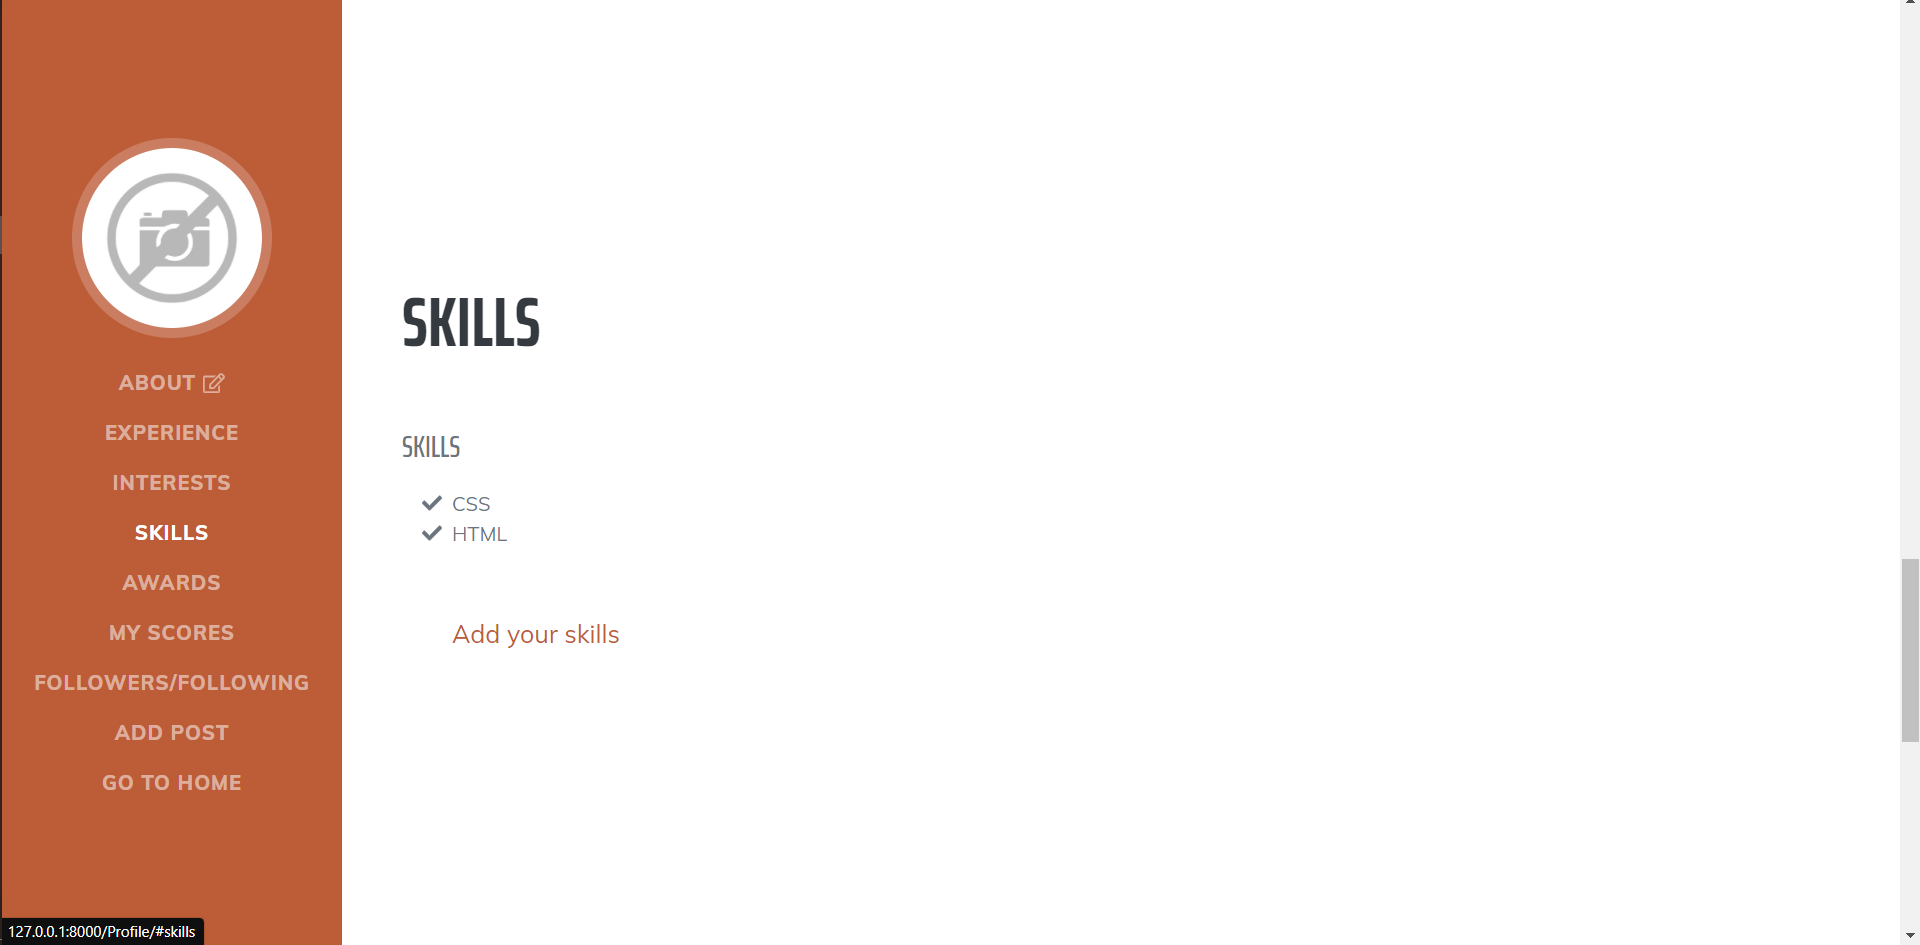 ABOUT
EXPERIENCE
INTERESTS
SKILLS
AWARDS
MY SCORES
FOLLOWERS/FOLLOWING
ADD POST
GO TO HOME
SKILLS
SKILLS
CSS
HTML
Add your skills
127.0.0.1:8000/Profile/#skills